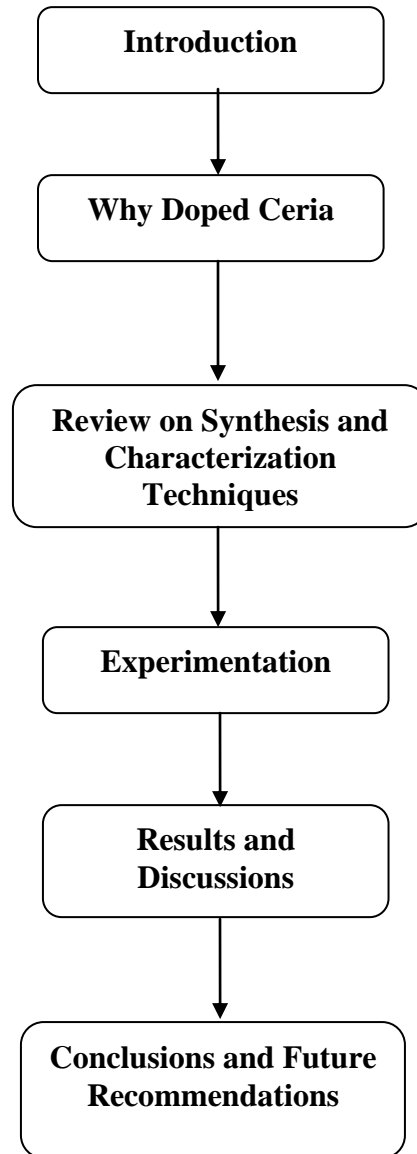 Introduction
Why Doped Ceria
Review on Synthesis and
Characterization
Techniques
Experimentation
Results and
Discussions
Conclusions and Future
Recommendations